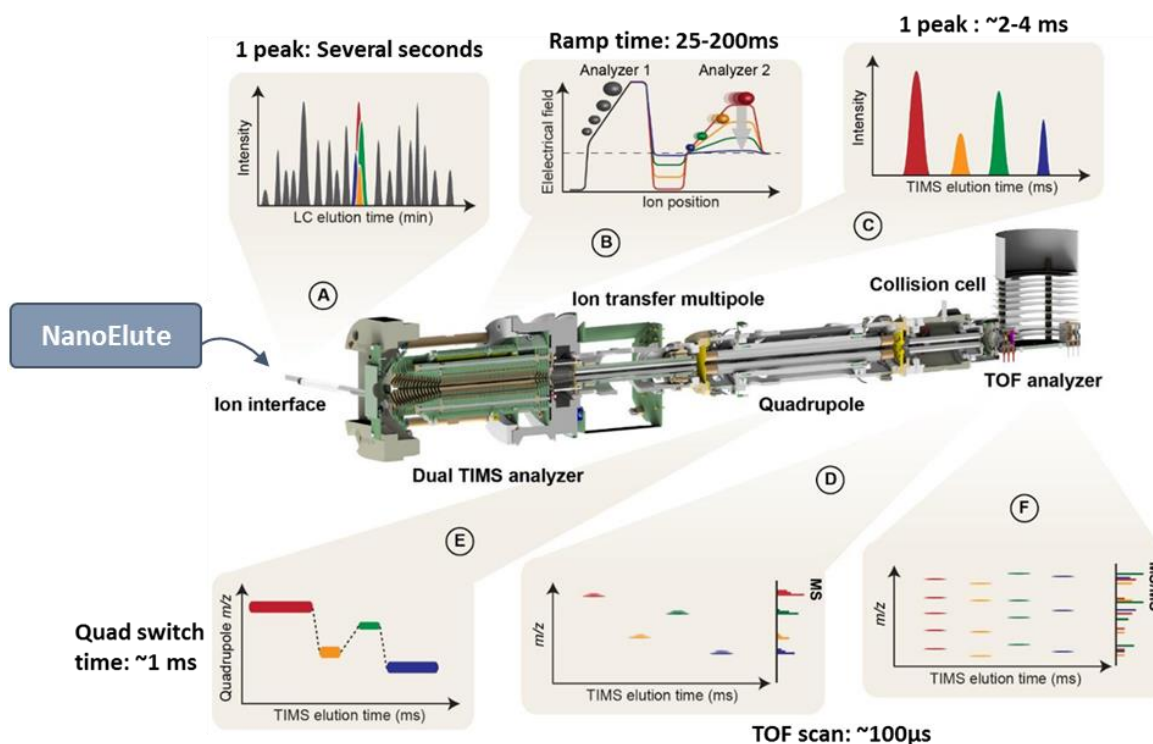 1 peak: Several seconds
Ramp time: 25-200ms
1 peak : ~2-4 ms
Intensity
LC elution time (min)
Analyzer 1
Analyzer 2
Elelectrical field
Ion position
Intensity
TIMS elution time (ms)
A
B
C
NanoElute
Ion interface
Ion transfer multipole
Collision cell
TOF analyzer
Quadrupole
Dual TIMS analyzer
D
E
F
Quad switch
time: ~1 ms
Quadrupole m/z
TIMS elution time (ms)
m/z
MS
TIMS elution time (ms)
m/z
MS/MS
TIMS elution time (ms)
TOF scan: ~100µs